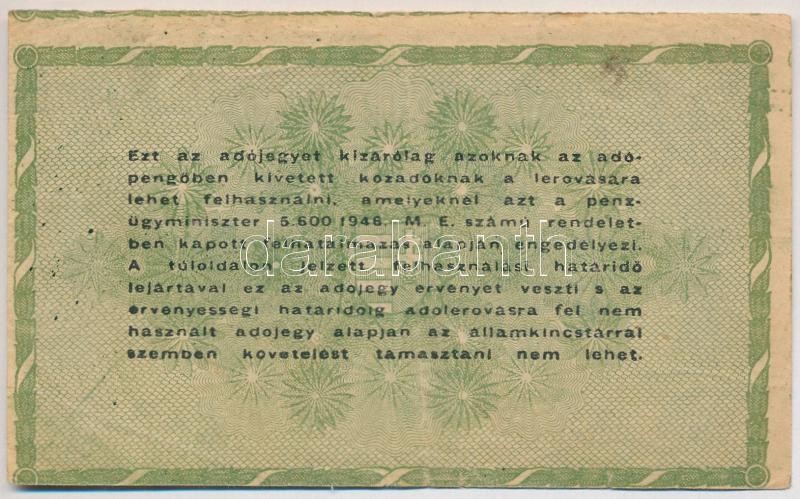 Ezt az adójegyet kizárólag azoknak az adó-
pengőben kivetett közadóknak a lerovására
lehet felhasználni, amelyeknél azt a pénz-
ügyminiszter 5.600/1946. M. E. számú rendelet-
ben kapott felhatalmazás alapján engedélyezi.
A túloldalon jelzett felhasználási határidő
lejártával ez az adójegy érvényét veszti s az
érvényességi határidőig adólerovásra fel nem
használt adójegy alapján az államkincstárral
szemben követelést támasztani nem lehet.
darabanth